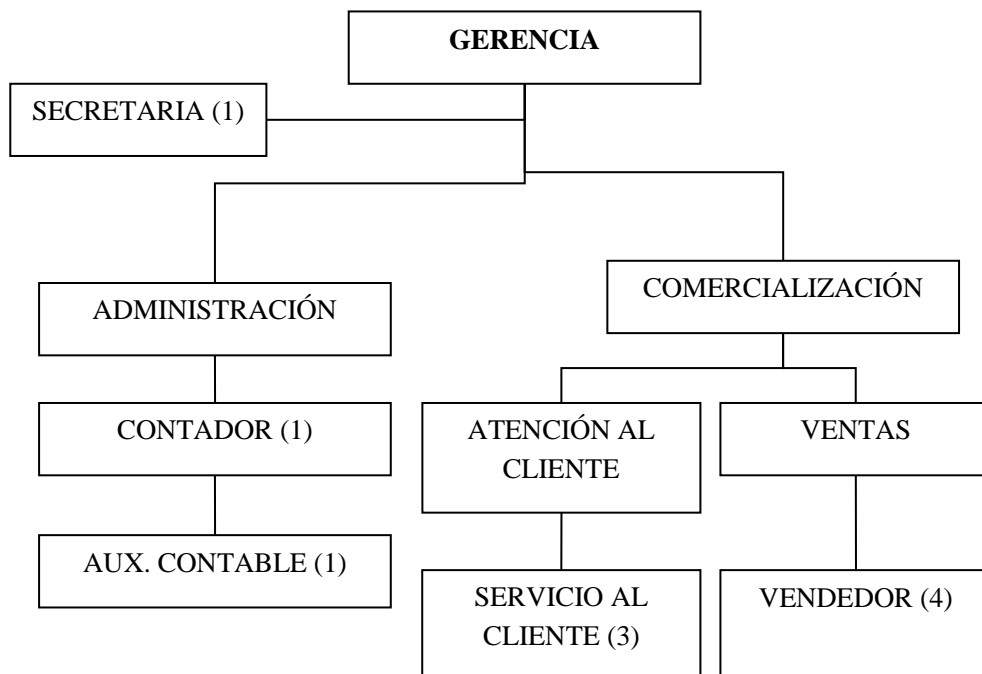 GERENCIA
SECRETARIA (1)
COMERCIALIZACIÓN
ADMINISTRACIÓN
CONTADOR (1)
ATENCIÓN AL
CLIENTE
VENTAS
AUX. CONTABLE (1)
SERVICIO AL
CLIENTE (3)
VENDEDOR (4)